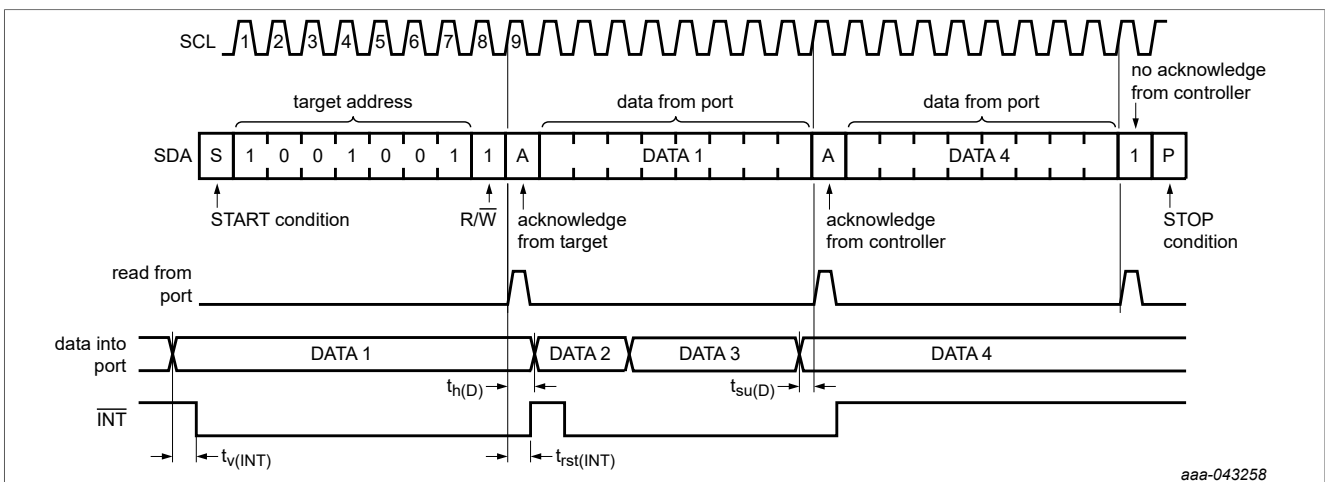 SCL 1 2 3 4 5 6 7 8 9
no acknowledge
from controller
target address data from port data from port
SDA S 1 0 0 1 0 0 1 1 A DATA 1 A DATA 4 1 P
START condition R/W̅ acknowledge
from target
acknowledge
from controller
STOP
condition
read from
port
data into
port
DATA 1 DATA 2 DATA 3 DATA 4
th(D) tsu(D)
I̅N̅T̅
tv(INT) trst(INT)
aaa-043258